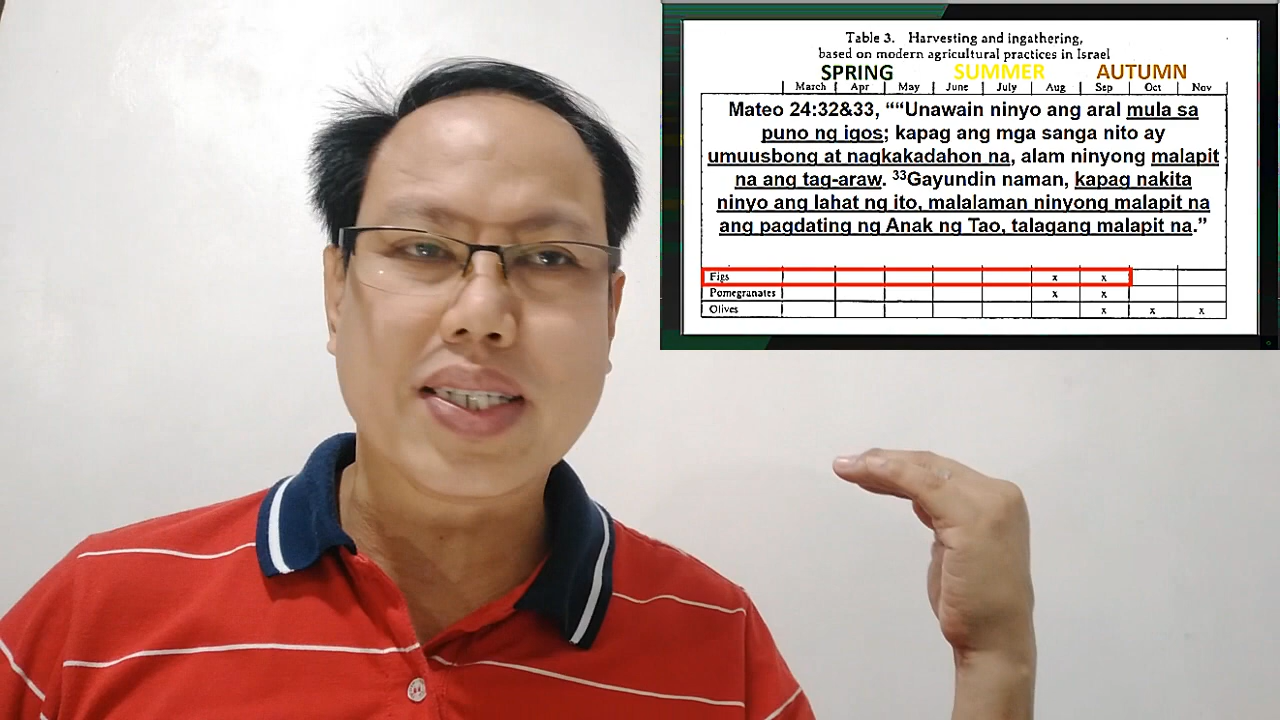 Table 3. Harvesting and ingathering,
based on modern agricultural practices in Israel
SPRING SUMMER AUTUMN
March Apr May June July Aug Sep Oct Nov
Mateo 24:32&33, ““Unawain ninyo ang aral mula sa
puno ng igos; kapag ang mga sanga nito ay
umuusbong at nagkakadahon na, alam ninyong malapit
na ang tag-araw. ³³Gayundin naman, kapag nakita
ninyo ang lahat ng ito, malalaman ninyong malapit na
ang pagdating ng Anak ng Tao, talagang malapit na.”
Figs x x
Pomegranates x x
Olives x x x